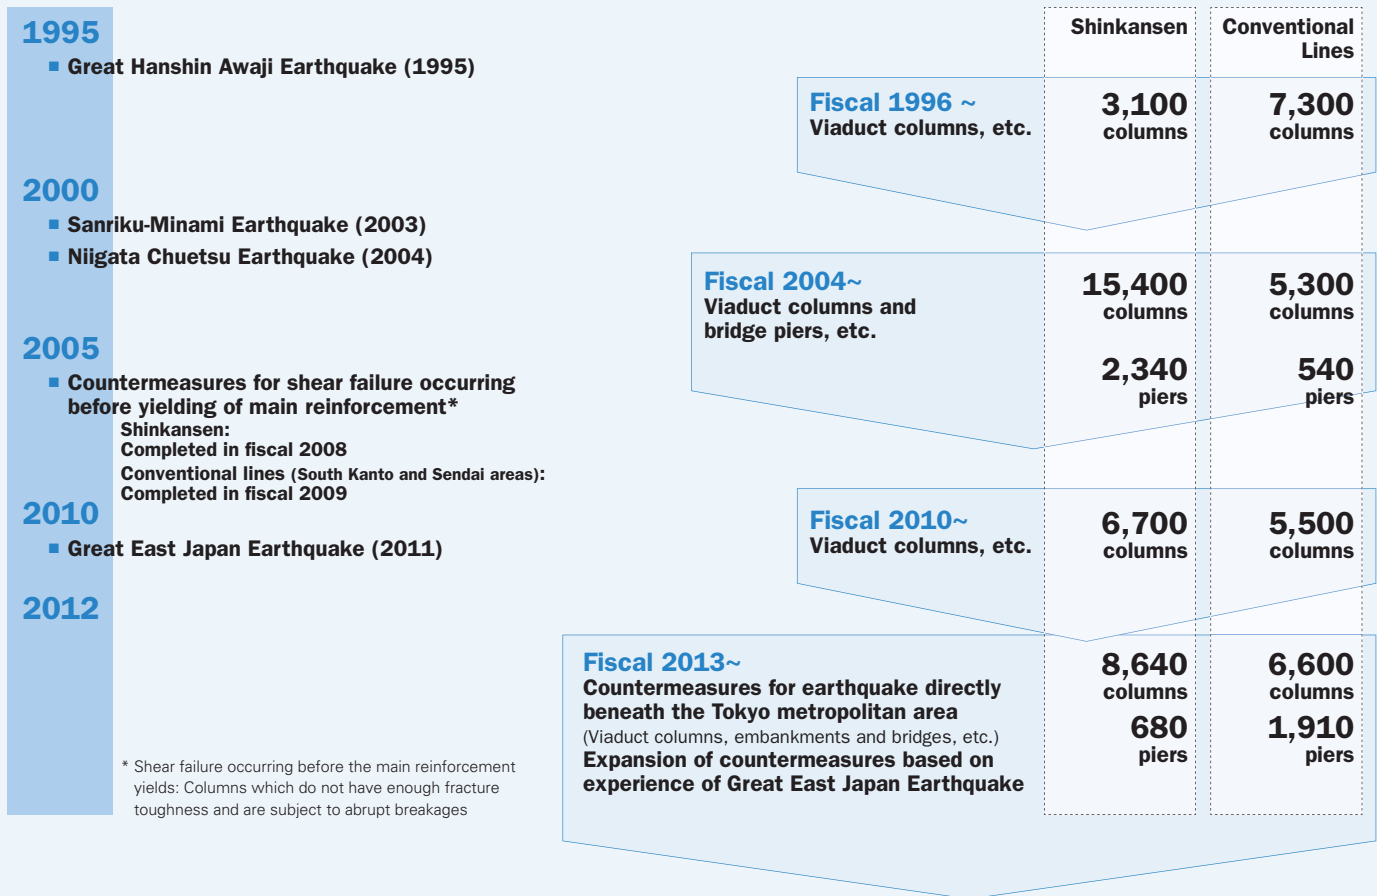 1995
■ Great Hanshin Awaji Earthquake (1995)
2000
■ Sanriku-Minami Earthquake (2003)
■ Niigata Chuetsu Earthquake (2004)
2005
■ Countermeasures for shear failure occurring
before yielding of main reinforcement*
Shinkansen:
Completed in fiscal 2008
Conventional lines (South Kanto and Sendai areas):
Completed in fiscal 2009
2010
■ Great East Japan Earthquake (2011)
2012
* Shear failure occurring before the main reinforcement
yields: Columns which do not have enough fracture
toughness and are subject to abrupt breakages
Shinkansen
Conventional
Lines
Fiscal 1996 ~
Viaduct columns, etc.
3,100
columns
7,300
columns
Fiscal 2004~
Viaduct columns and
bridge piers, etc.
15,400
columns
5,300
columns
2,340
piers
540
piers
Fiscal 2010~
Viaduct columns, etc.
6,700
columns
5,500
columns
Fiscal 2013~
Countermeasures for earthquake directly
beneath the Tokyo metropolitan area
(Viaduct columns, embankments and bridges, etc.)
Expansion of countermeasures based on
experience of Great East Japan Earthquake
8,640
columns
6,600
columns
680
piers
1,910
piers